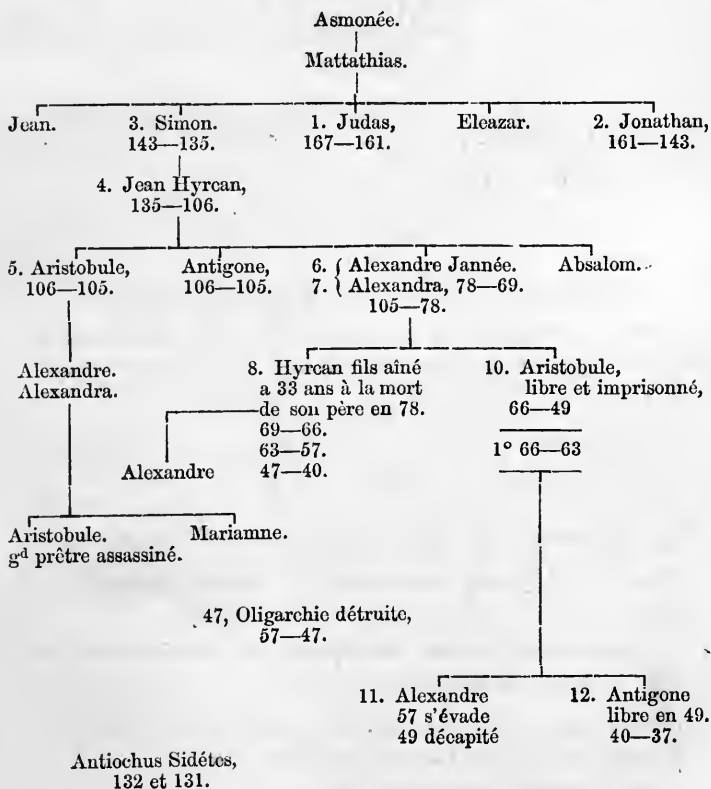 Asmonée.
Mattathias.
Jean. 3. Simon. 1. Judas, Eleazar. 2. Jonathan,
143—135. 167—161. 161—143.
4. Jean Hyrcan,
135—106.
5. Aristobule, Antigone, 6. { Alexandre Jannée. Absalom.
106—105. 106—105. 7. { Alexandra, 78—69.
105—78.
Alexandre. 8. Hyrcan fils aîné 10. Aristobule,
Alexandra. a 33 ans à la mort libre et imprisonné,
de son père en 78. 66—49
69—66.
63—57. 1° 66—63
Alexandre 47—40.
Aristobule. Mariamne.
gd prêtre assassiné.
47, Oligarchie détruite,
57—47.
11. Alexandre 12. Antigone
57 s'évade libre en 49.
49 décapité 40—37.
Antiochus Sidétes,
132 et 131.